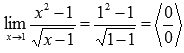 lim x→1 (x² − 1)/√(x − 1) = (1² − 1)/√(1 − 1) = ⟨0/0⟩